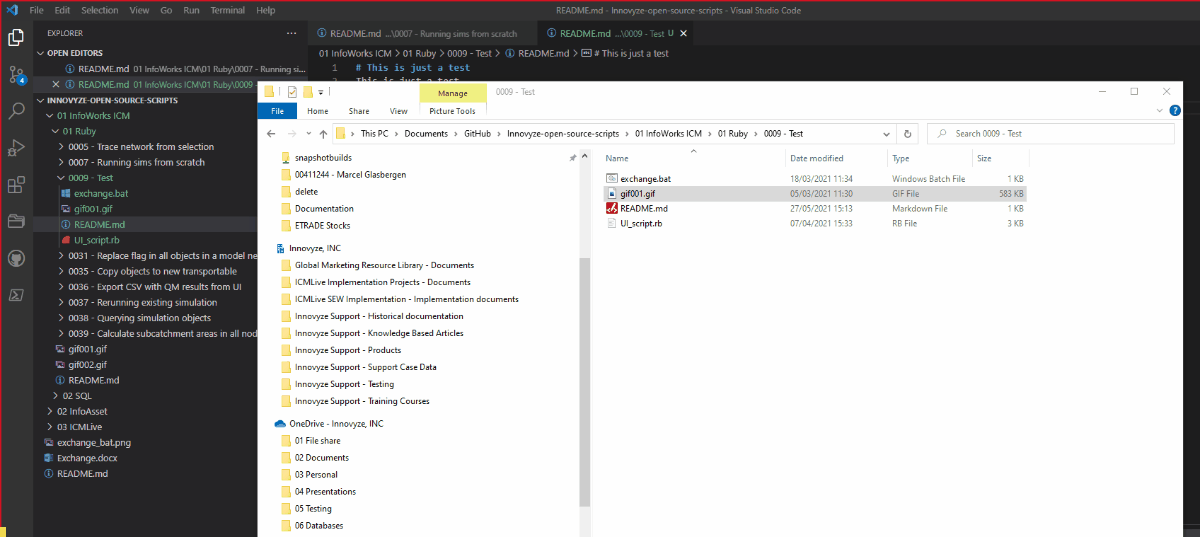 File Edit Selection View Go Run Terminal Help README.md - Innovyze-open-source-scripts - Visual Studio Code
EXPLORER ...
OPEN EDITORS
README.md 01 InfoWorks ICM\01 Ruby\0007 - Running si...
README.md 01 InfoWorks ICM\01 Ruby\0009 -
4
INNOVYZE-OPEN-SOURCE-SCRIPTS
01 InfoWorks ICM
01 Ruby
0005 - Trace network from selection
0007 - Running sims from scratch
0009 - Test
exchange.bat
gif001.gif
README.md
UI_script.rb
0031 - Replace flag in all objects in a model ne
0035 - Copy objects to new transportable
0036 - Export CSV with QM results from UI
0037 - Rerunning existing simulation
0038 - Querying simulation objects
0039 - Calculate subcatchment areas in all nod
gif001.gif
gif002.gif
README.md
02 SQL
02 InfoAsset
03 ICMLive
exchange_bat.png
Exchange.docx
README.md
README.md ...\0007 - Running sims from scratch
README.md ...\0009 - Test U
01 InfoWorks ICM > 01 Ruby > 0009 - Test > README.md > # This is just a test
1 # This is just a test
2 This is just a test
Manage 0009 - Test
File Home Share View Picture Tools
This PC > Documents > GitHub > Innovyze-open-source-scripts > 01 InfoWorks ICM > 01 Ruby > 0009 - Test
Search 0009 - Test
snapshotbuilds
00411244 - Marcel Glasbergen
delete
Documentation
ETRADE Stocks
Innovyze, INC
Global Marketing Resource Library - Documents
ICMLive Implementation Projects - Documents
ICMLive SEW Implementation - Implementation documents
Innovyze Support - Historical documentation
Innovyze Support - Knowledge Based Articles
Innovyze Support - Products
Innovyze Support - Support Case Data
Innovyze Support - Testing
Innovyze Support - Training Courses
OneDrive - Innovyze, INC
01 File share
02 Documents
03 Personal
04 Presentations
05 Testing
06 Databases
Name Date modified Type Size
exchange.bat 18/03/2021 11:34 Windows Batch File 1 KB
gif001.gif 05/03/2021 11:30 GIF File 583 KB
README.md 27/05/2021 15:13 Markdown File 1 KB
UI_script.rb 07/04/2021 15:33 RB File 3 KB